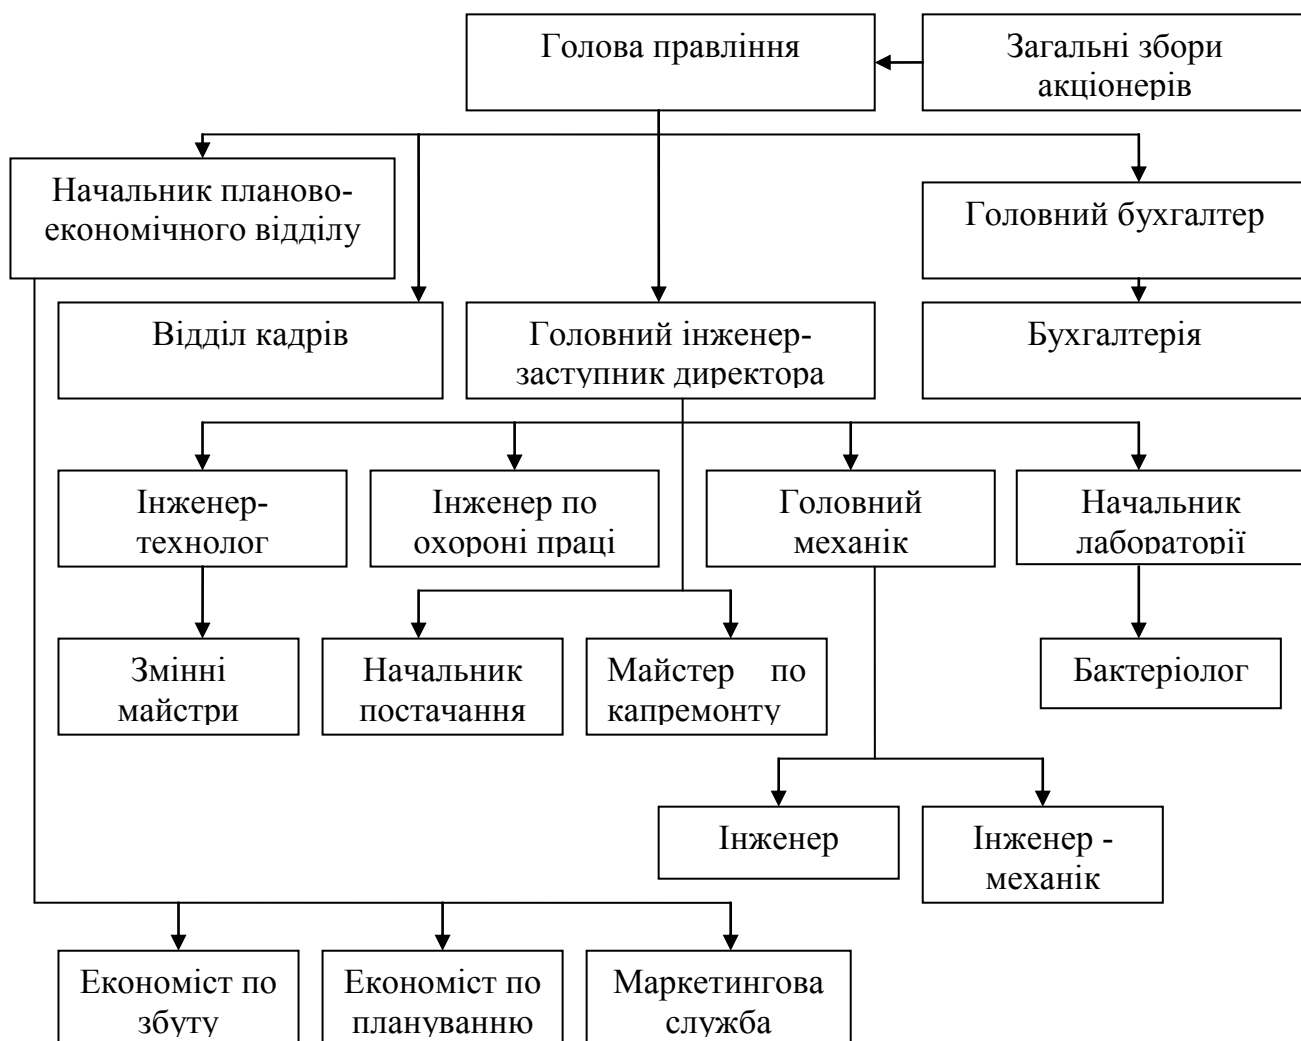 Голова правління
Загальні збори
акціонерів
Начальник планово-
економічного відділу
Головний бухгалтер
Відділ кадрів
Головний інженер-
заступник директора
Бухгалтерія
Інженер-
технолог
Інженер по
охороні праці
Головний
механік
Начальник
лабораторії
Змінні
майстри
Начальник
постачання
Майстер по
капремонту
Бактеріолог
Інженер
Інженер -
механік
Економіст по
збуту
Економіст по
плануванню
Маркетингова
служба